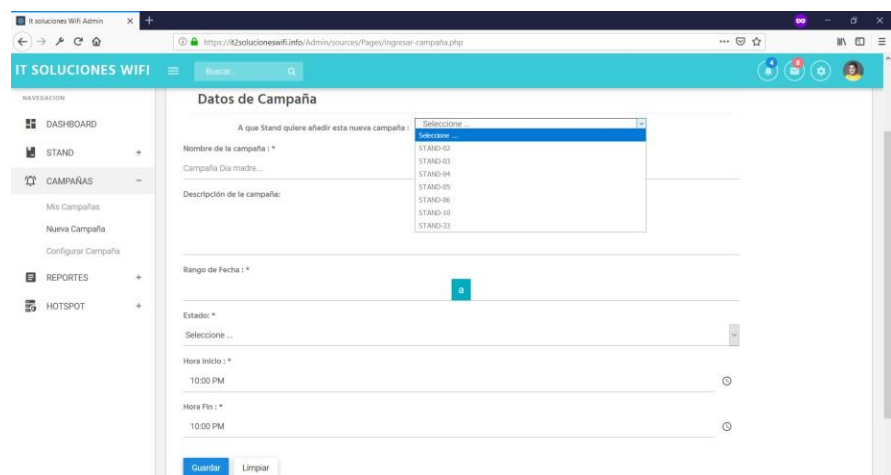 It soluciones Wifi Admin
https://it2solucioneswifi.info/Admin/sources/Pages/ingresar-campaña.php
IT SOLUCIONES WIFI
Buscar...
4
8
NAVEGACION
DASHBOARD
STAND +
CAMPAÑAS -
Mis Campañas
Nueva Campaña
Configurar Campaña
REPORTES +
HOTSPOT +
Datos de Campaña
A que Stand quiere añadir esta nueva campaña :
Seleccione ...
Seleccione ...
STAND-02
STAND-03
STAND-04
STAND-05
STAND-06
STAND-10
STAND-33
Nombre de la campaña : *
Campaña Dia madre...
Descripción de la campaña:
Rango de Fecha : *
a
Estado: *
Seleccione ...
Hora Inicio : *
10:00 PM
Hora Fin : *
10:00 PM
Guardar Limpiar